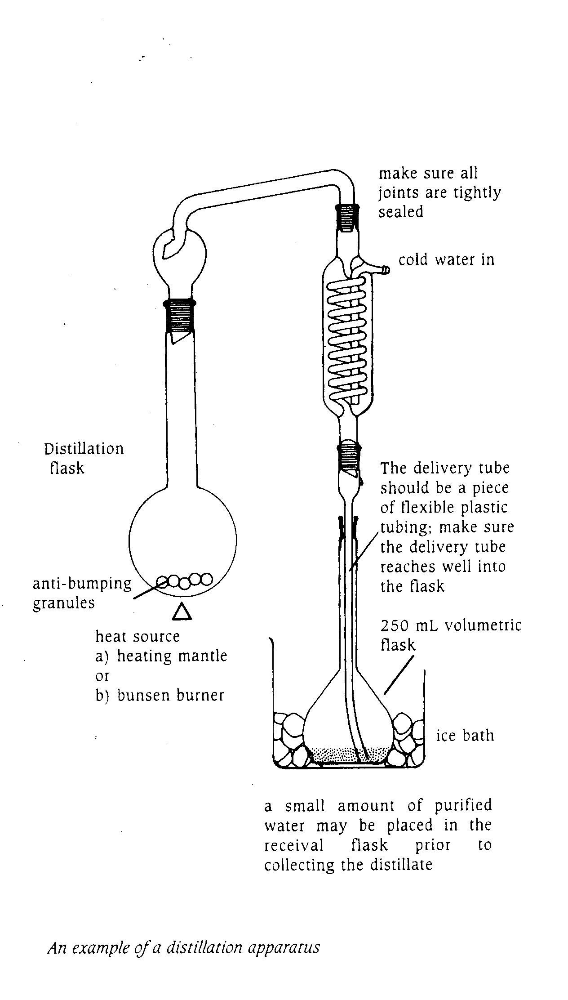 make sure all
joints are tightly
sealed
cold water in
Distillation
flask
The delivery tube
should be a piece
of flexible plastic
tubing; make sure
the delivery tube
reaches well into
the flask
anti-bumping
granules
250 mL volumetric
flask
heat source
a) heating mantle
or
b) bunsen burner
ice bath
a small amount of purified
water may be placed in the
receival flask prior to
collecting the distillate
An example of a distillation apparatus